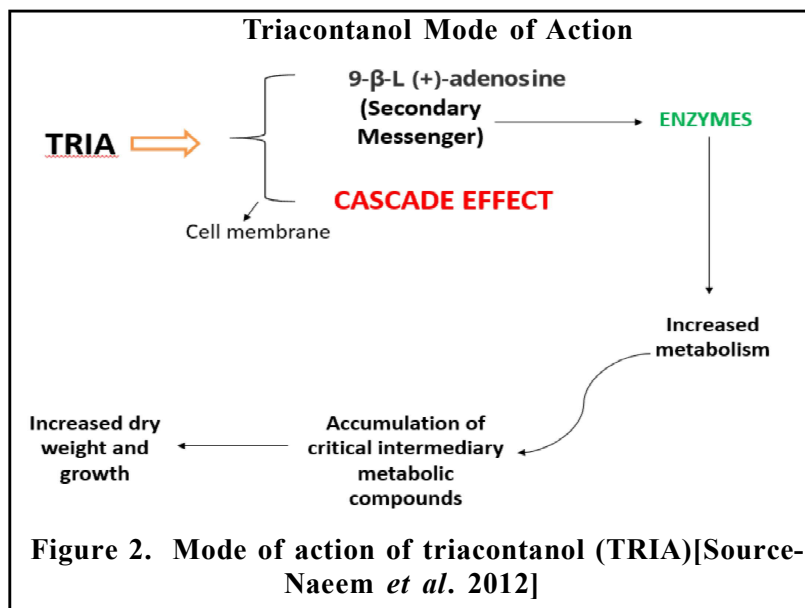 Triacontanol Mode of Action
9-β-L (+)-adenosine
(Secondary
Messenger)
ENZYMES
TRIA
CASCADE EFFECT
Cell membrane
Increased
metabolism
Accumulation of
critical intermediary
metabolic
compounds
Increased dry
weight and
growth
Figure 2. Mode of action of triacontanol (TRIA)[Source-
Naeem et al. 2012]